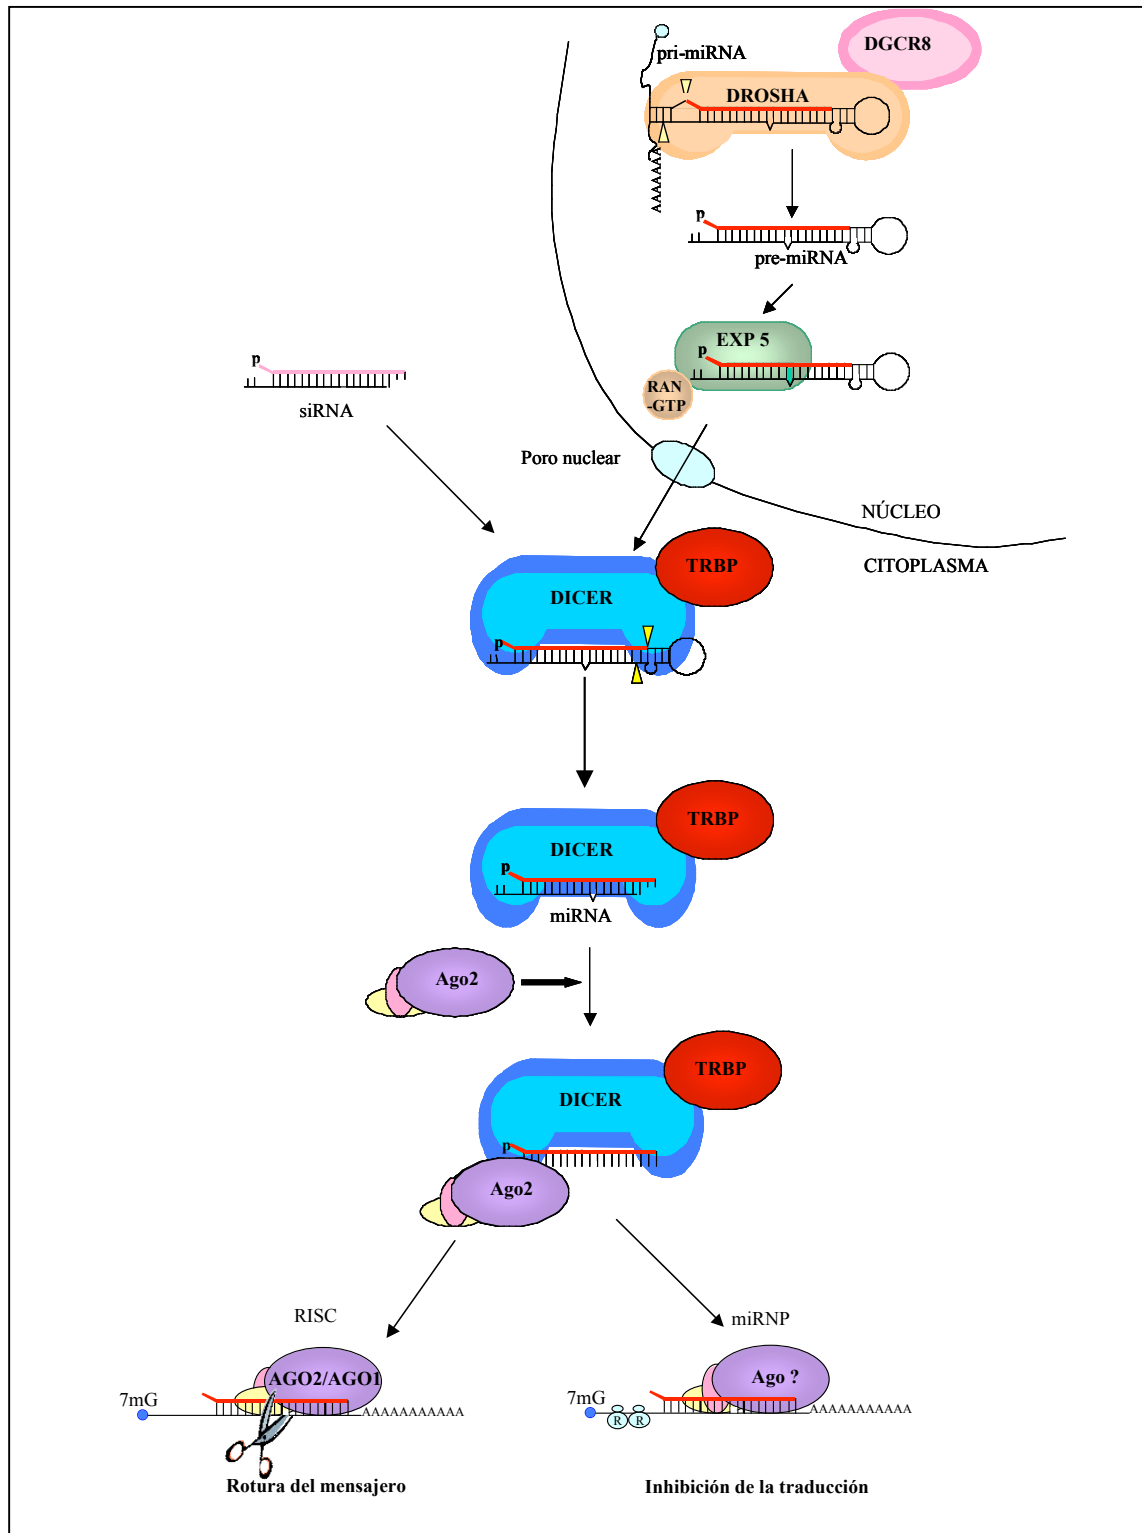 DGCR8
pri-miRNA
DROSHA
AAAAAA
p
pre-miRNA
EXP 5
p
RAN
-GTP
p
siRNA
Poro nuclear
NÚCLEO
CITOPLASMA
TRBP
DICER
p
TRBP
DICER
p
miRNA
Ago2
TRBP
DICER
p
Ago2
RISC
miRNP
AGO2/AGO1
7mG
AAAAAAAAAAA
Ago ?
7mG
AAAAAAAAAAA
R R
Rotura del mensajero
Inhibición de la traducción